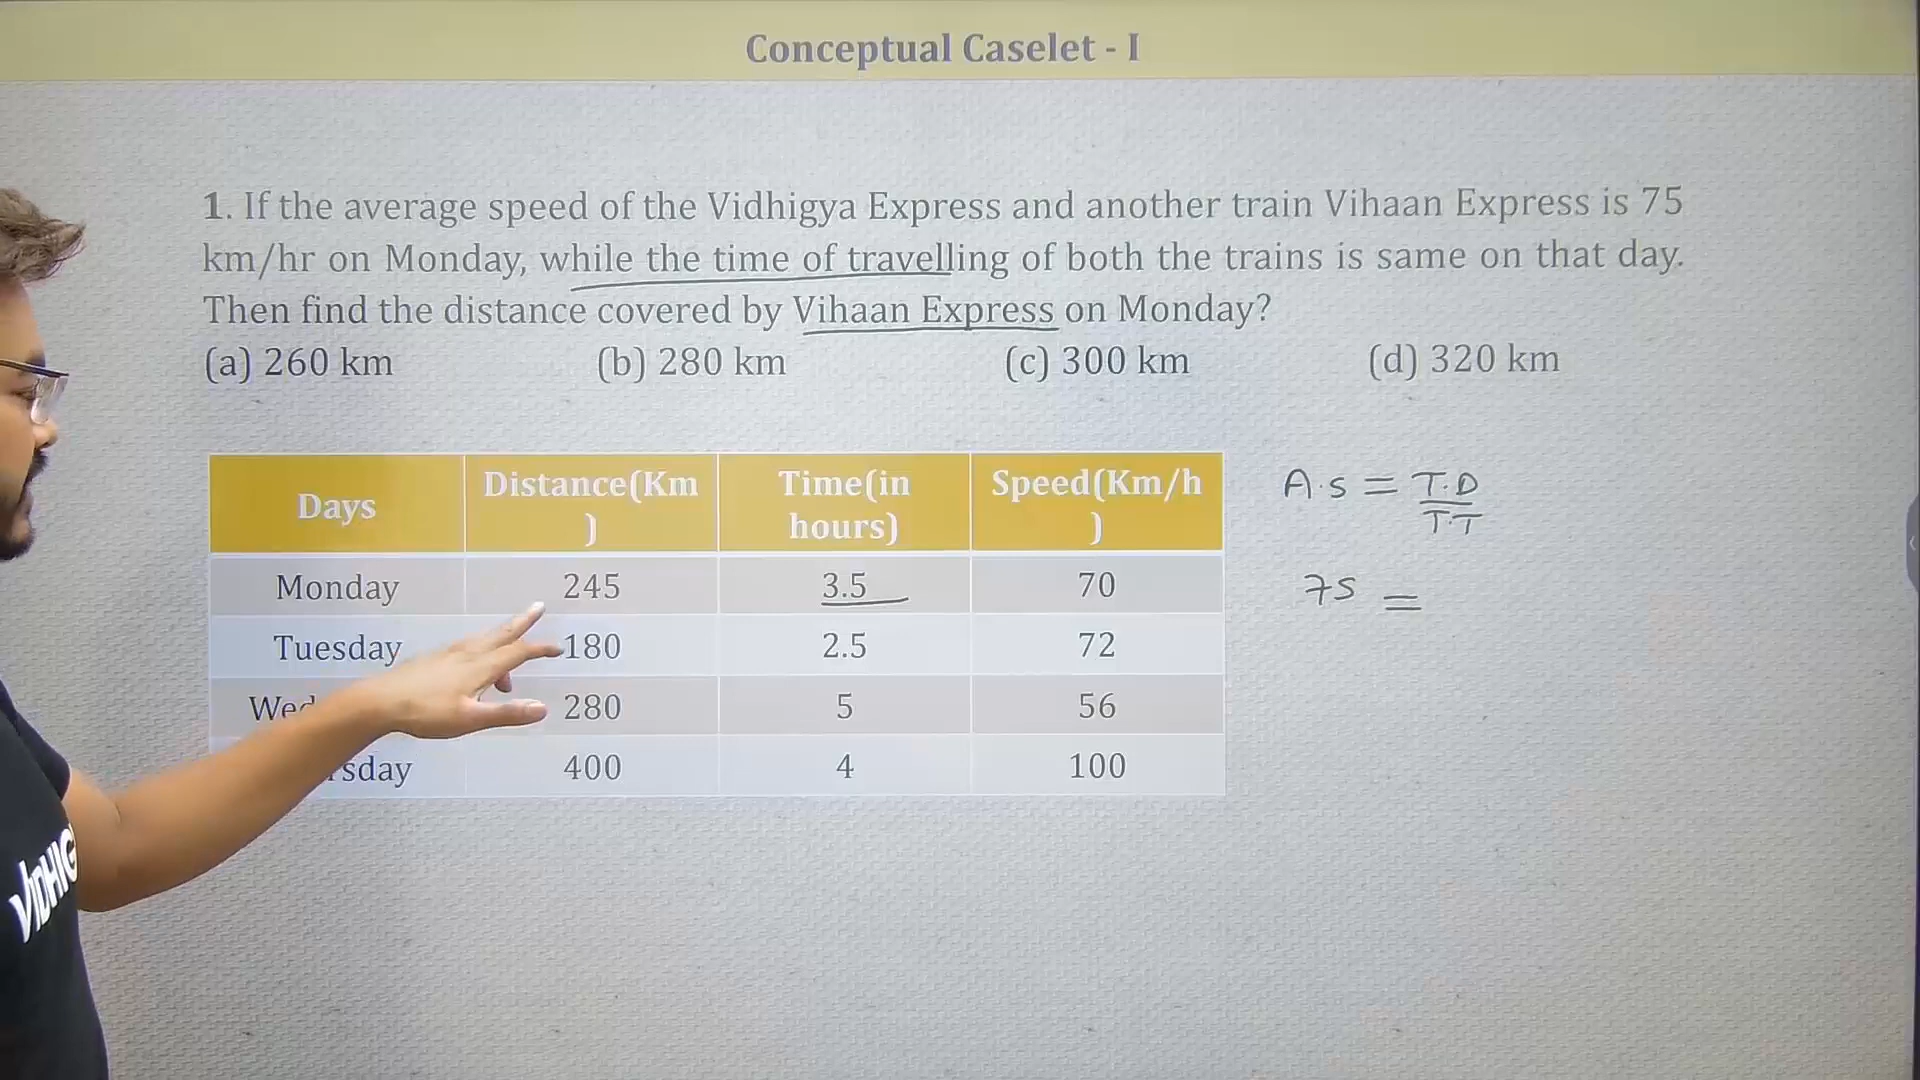 Conceptual Caselet - I
1. If the average speed of the Vidhigya Express and another train Vihaan Express is 75
km/hr on Monday, while the time of travelling of both the trains is same on that day.
Then find the distance covered by Vihaan Express on Monday?
(a) 260 km (b) 280 km (c) 300 km (d) 320 km
Days Distance(Km) Time(in hours) Speed(Km/h)
Monday 245 3.5 70
Tuesday 180 2.5 72
280 5 56
400 4 100
A.S = T.D
T.T
75 =